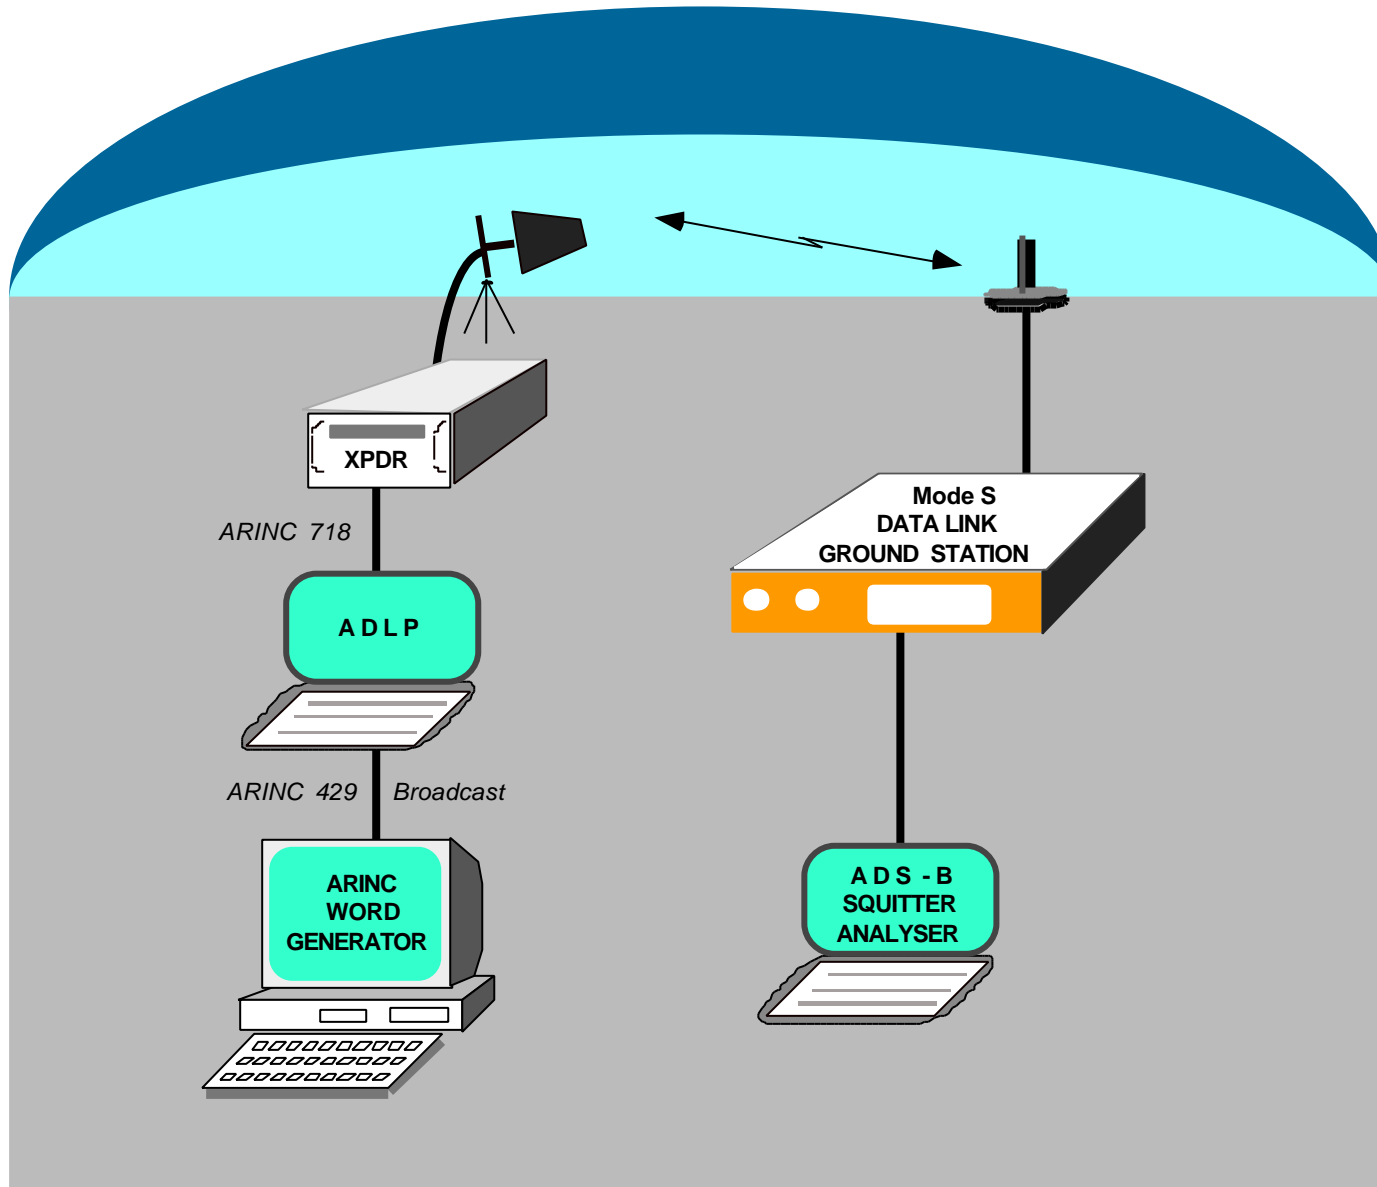 XPDR
ARINC 718
A D L P
ARINC 429 Broadcast
ARINC
WORD
GENERATOR
Mode S
DATA LINK
GROUND STATION
A D S - B
SQUITTER
ANALYSER